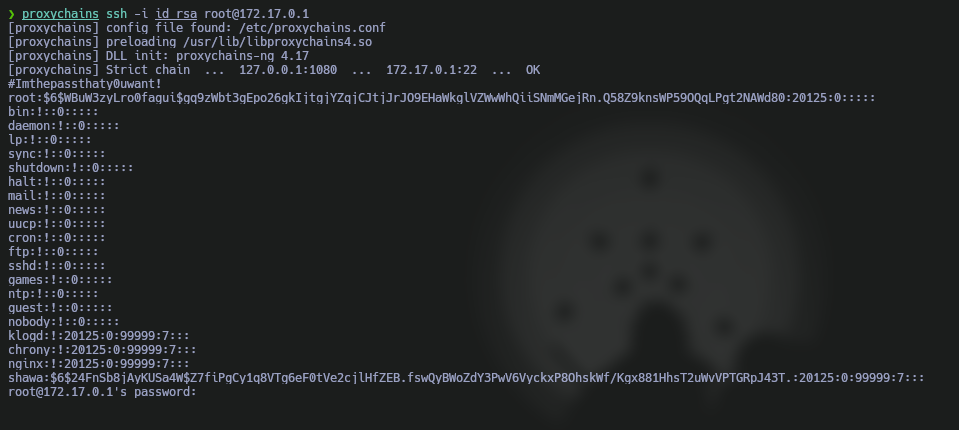 ❯ proxychains ssh -i id_rsa root@172.17.0.1
[proxychains] config file found: /etc/proxychains.conf
[proxychains] preloading /usr/lib/libproxychains4.so
[proxychains] DLL init: proxychains-ng 4.17
[proxychains] Strict chain  ...  127.0.0.1:1080  ...  172.17.0.1:22  ...  OK
#Imthepassthaty0uwant!
root:$6$WBuW3zyLro0fagui$gq9zWbt3gEpo26gkIjtgjYZqjCJtjJrJO9EHaWkglVZWwWhQiiSNmMGejRn.Q58Z9knsWP59OQqLPgt2NAWd80:20125:0:::::
bin:!::0:::::
daemon:!::0:::::
lp:!::0:::::
sync:!::0:::::
shutdown:!::0:::::
halt:!::0:::::
mail:!::0:::::
news:!::0:::::
uucp:!::0:::::
cron:!::0:::::
ftp:!::0:::::
sshd:!::0:::::
games:!::0:::::
ntp:!::0:::::
guest:!::0:::::
nobody:!::0:::::
klogd:!:20125:0:99999:7:::
chrony:!:20125:0:99999:7:::
nginx:!:20125:0:99999:7:::
shawa:$6$24FnSb8jAyKUSa4W$Z7fiPgCy1q8VTg6eF0tVe2cjlHfZEB.fswQyBWoZdY3PwV6VyckxP8OhskWf/Kgx881HhsT2uWvVPTGRpJ43T.:20125:0:99999:7:::
root@172.17.0.1's password: